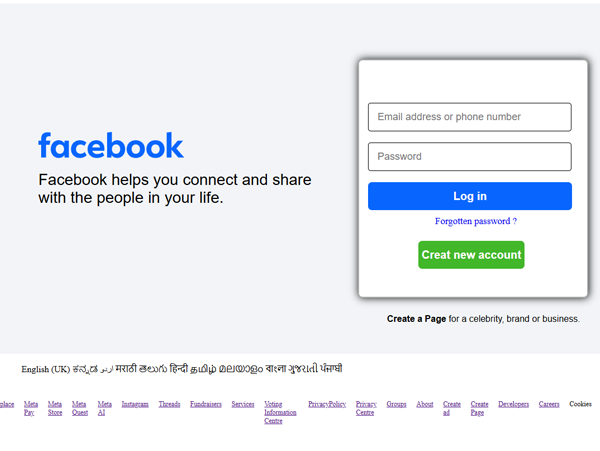 facebook
Facebook helps you connect and share
with the people in your life.
Email address or phone number
Password
Log in
Forgotten password ?
Creat new account
Create a Page for a celebrity, brand or business.
English (UK) ಕನ್ನಡ اردو मराठी తెలుగు हिन्दी தமிழ் മലയാളം বাংলা ગુજરાતી ਪੰਜਾਬੀ
place Meta Pay Meta Store Meta Quest Meta AI Instagram Threads Fundraisers Services Voting Information Centre PrivacyPolicy Privacy Centre Groups About Create ad Create Page Developers Careers Cookies